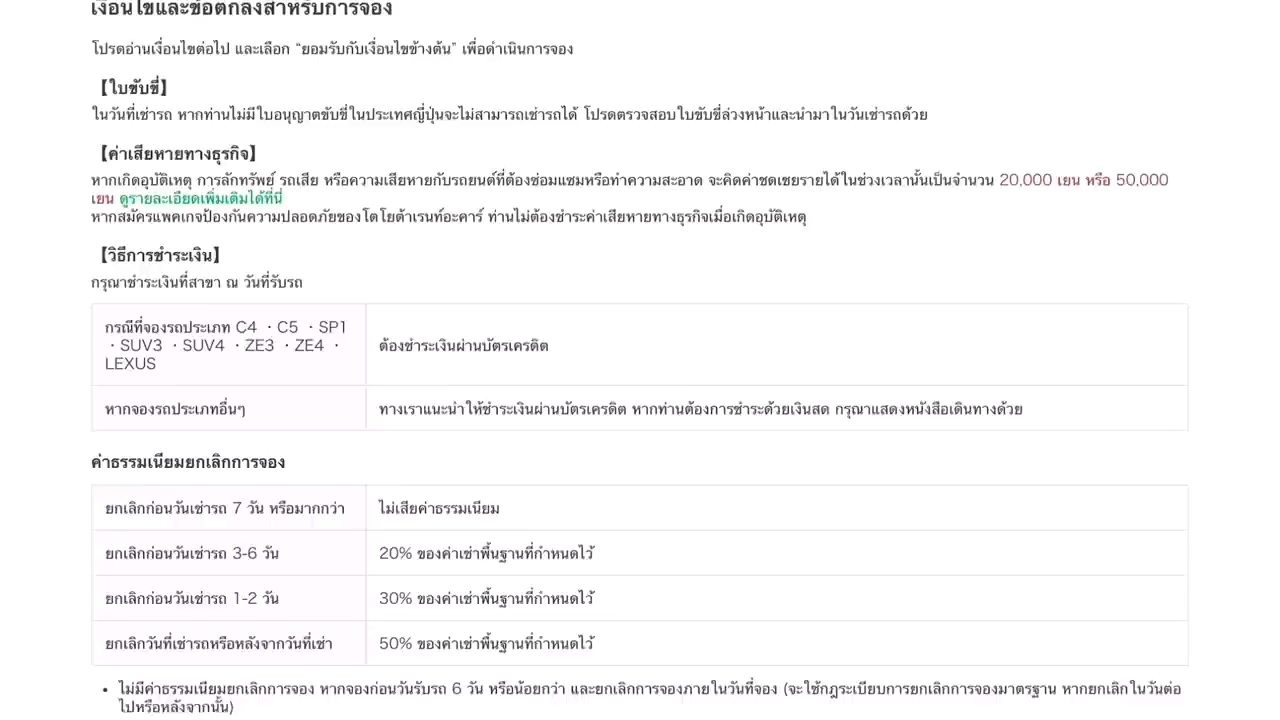 เงื่อนไขและข้อตกลงสำหรับการจอง
โปรดอ่านเงื่อนไขต่อไป และเลือก “ยอมรับกับเงื่อนไขข้างต้น” เพื่อดำเนินการจอง
【ใบขับขี่】
ในวันที่เช่ารถ หากท่านไม่มีใบอนุญาตขับขี่ในประเทศญี่ปุ่นจะไม่สามารถเช่ารถได้ โปรดตรวจสอบใบขับขี่ล่วงหน้าและนำมาในวันเช่ารถด้วย
【ค่าเสียหายทางธุรกิจ】
หากเกิดอุบัติเหตุ การลักทรัพย์ รถเสีย หรือความเสียหายกับรถยนต์ที่ต้องซ่อมแซมหรือทำความสะอาด จะคิดค่าชดเชยรายได้ในช่วงเวลานั้นเป็นจำนวน 20,000 เยน หรือ 50,000
เยน ดูรายละเอียดเพิ่มเติมได้ที่นี่
หากสมัครแพคเกจป้องกันความปลอดภัยของโตโยต้าเรนท์อะคาร์ ท่านไม่ต้องชำระค่าเสียหายทางธุรกิจเมื่อเกิดอุบัติเหตุ
【วิธีการชำระเงิน】
กรุณาชำระเงินที่สาขา ณ วันที่รับรถ
กรณีที่จองรถประเภท C4 ・C5 ・SP1
・SUV3 ・SUV4 ・ZE3 ・ZE4 ・
LEXUS
ต้องชำระเงินผ่านบัตรเครดิต
หากจองรถประเภทอื่นๆ
ทางเราแนะนำให้ชำระเงินผ่านบัตรเครดิต หากท่านต้องการชำระด้วยเงินสด กรุณาแสดงหนังสือเดินทางด้วย
ค่าธรรมเนียมยกเลิกการจอง
ยกเลิกก่อนวันเช่ารถ 7 วัน หรือมากกว่า
ไม่เสียค่าธรรมเนียม
ยกเลิกก่อนวันเช่ารถ 3-6 วัน
20% ของค่าเช่าพื้นฐานที่กำหนดไว้
ยกเลิกก่อนวันเช่ารถ 1-2 วัน
30% ของค่าเช่าพื้นฐานที่กำหนดไว้
ยกเลิกวันที่เช่ารถหรือหลังจากวันที่เช่า
50% ของค่าเช่าพื้นฐานที่กำหนดไว้
• ไม่มีค่าธรรมเนียมยกเลิกการจอง หากจองก่อนวันรับรถ 6 วัน หรือน้อยกว่า และยกเลิกการจองภายในวันที่จอง (จะใช้กฎระเบียบการยกเลิกการจองมาตรฐาน หากยกเลิกในวันต่อ
ไปหรือหลังจากนั้น)